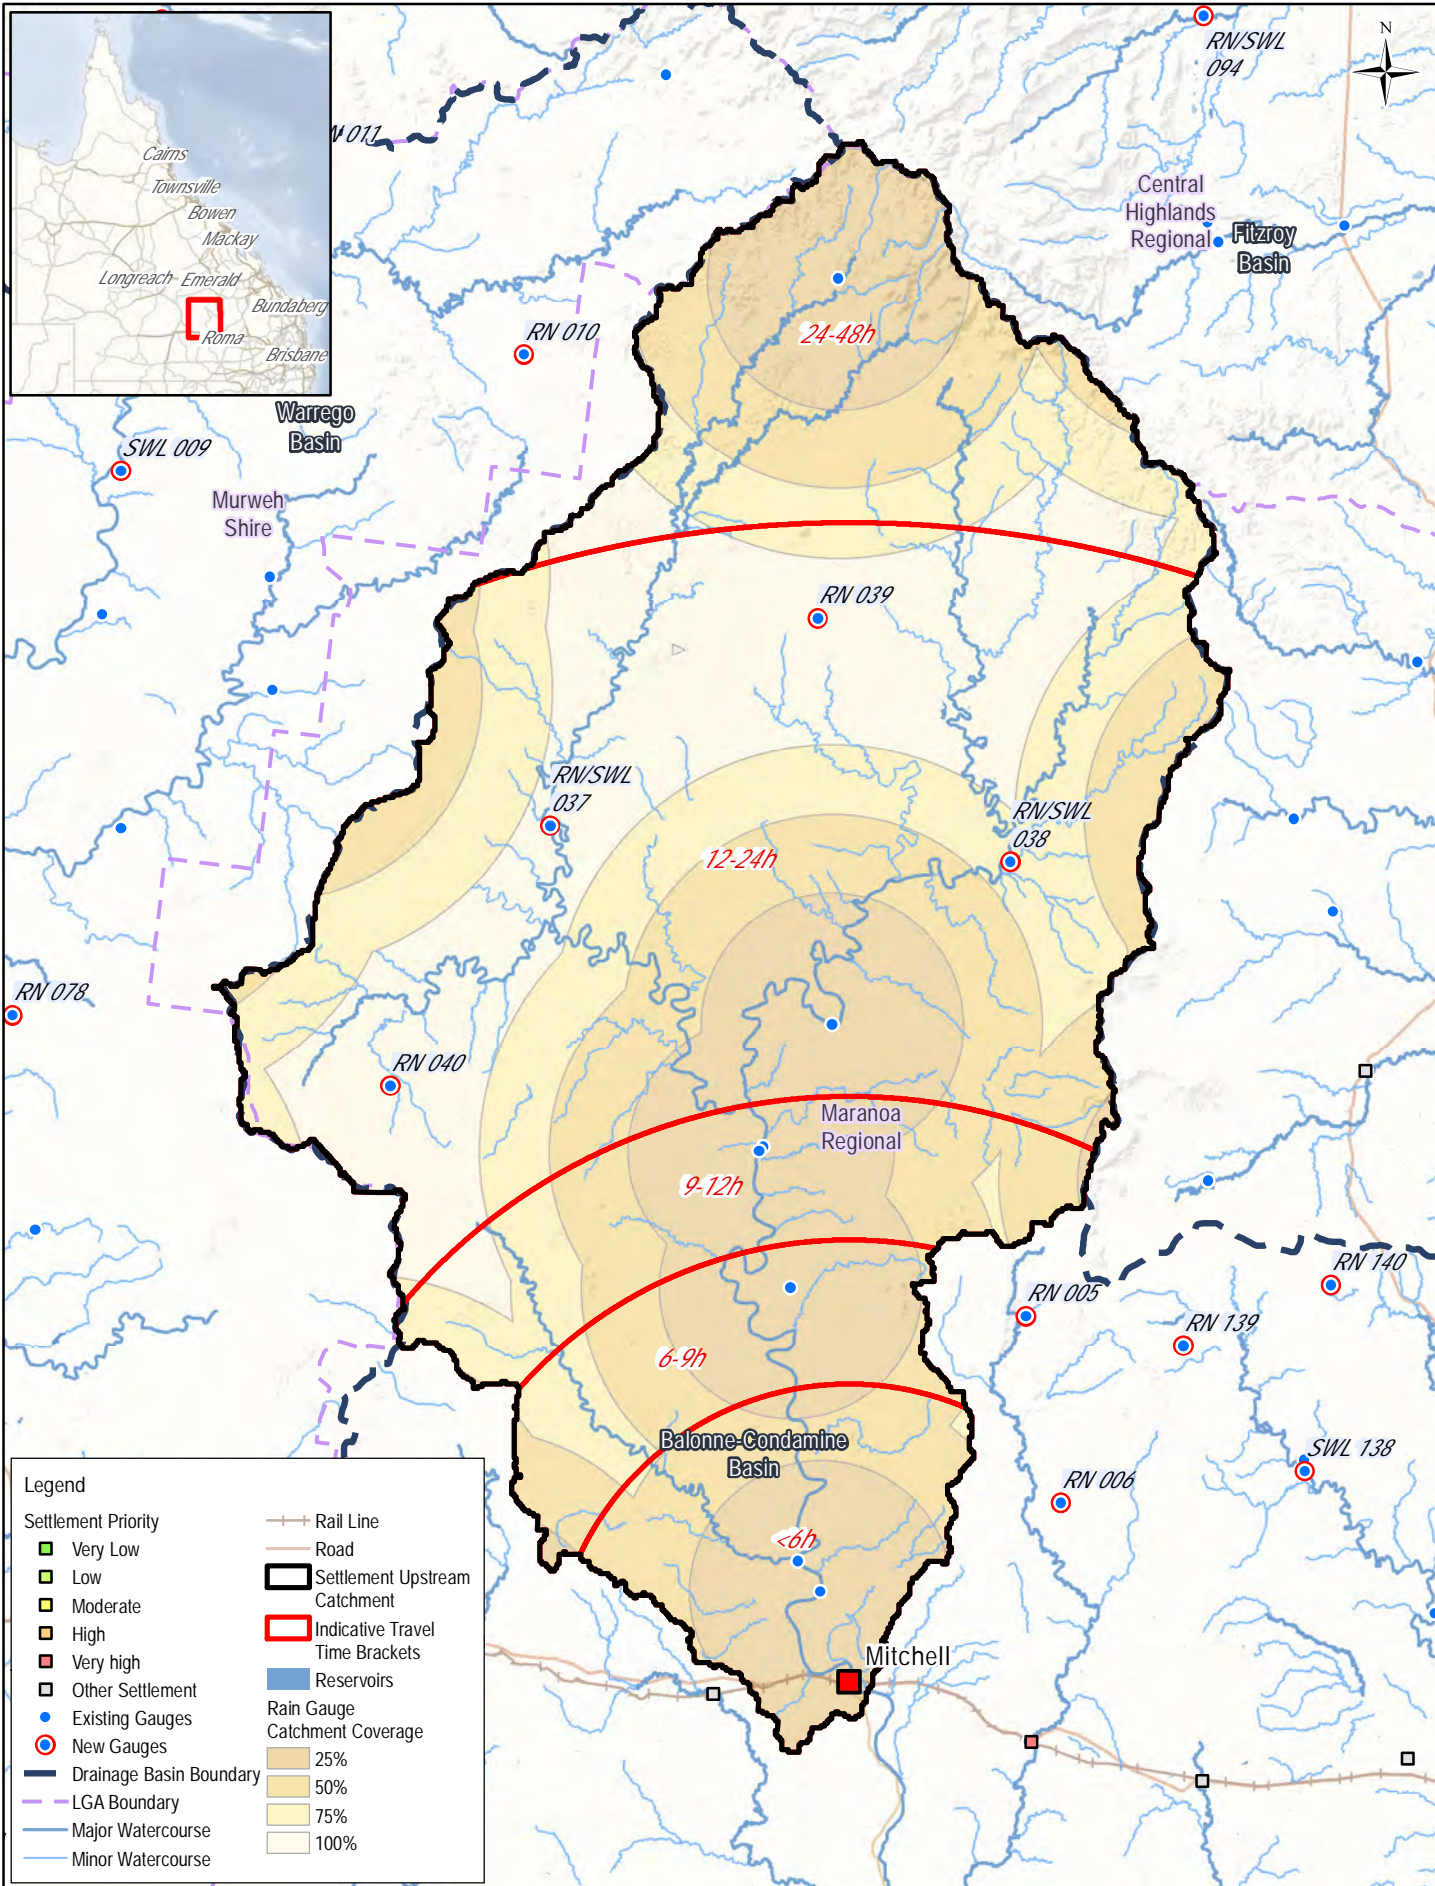 N
RN/SWL
094
N 011
Cairns
Townsville
Bowen
Mackay
Longreach
Emerald
Bundaberg
Roma
Brisbane
Central
Highlands
Regional
Fitzroy
Basin
24-48h
RN 010
Warrego
Basin
SWL 009
Murweh
Shire
RN 039
RN/SWL
037
RN/SWL
038
12-24h
RN 078
RN 040
Maranoa
Regional
9-12h
RN 140
RN 005
RN 139
6-9h
Balonne-Condamine
Basin
SWL 138
RN 006
<6h
Mitchell
Legend
Settlement Priority
Very Low
Low
Moderate
High
Very high
Other Settlement
Existing Gauges
New Gauges
Drainage Basin Boundary
LGA Boundary
Major Watercourse
Minor Watercourse
Rail Line
Road
Settlement Upstream
Catchment
Indicative Travel
Time Brackets
Reservoirs
Rain Gauge
Catchment Coverage
25%
50%
75%
100%